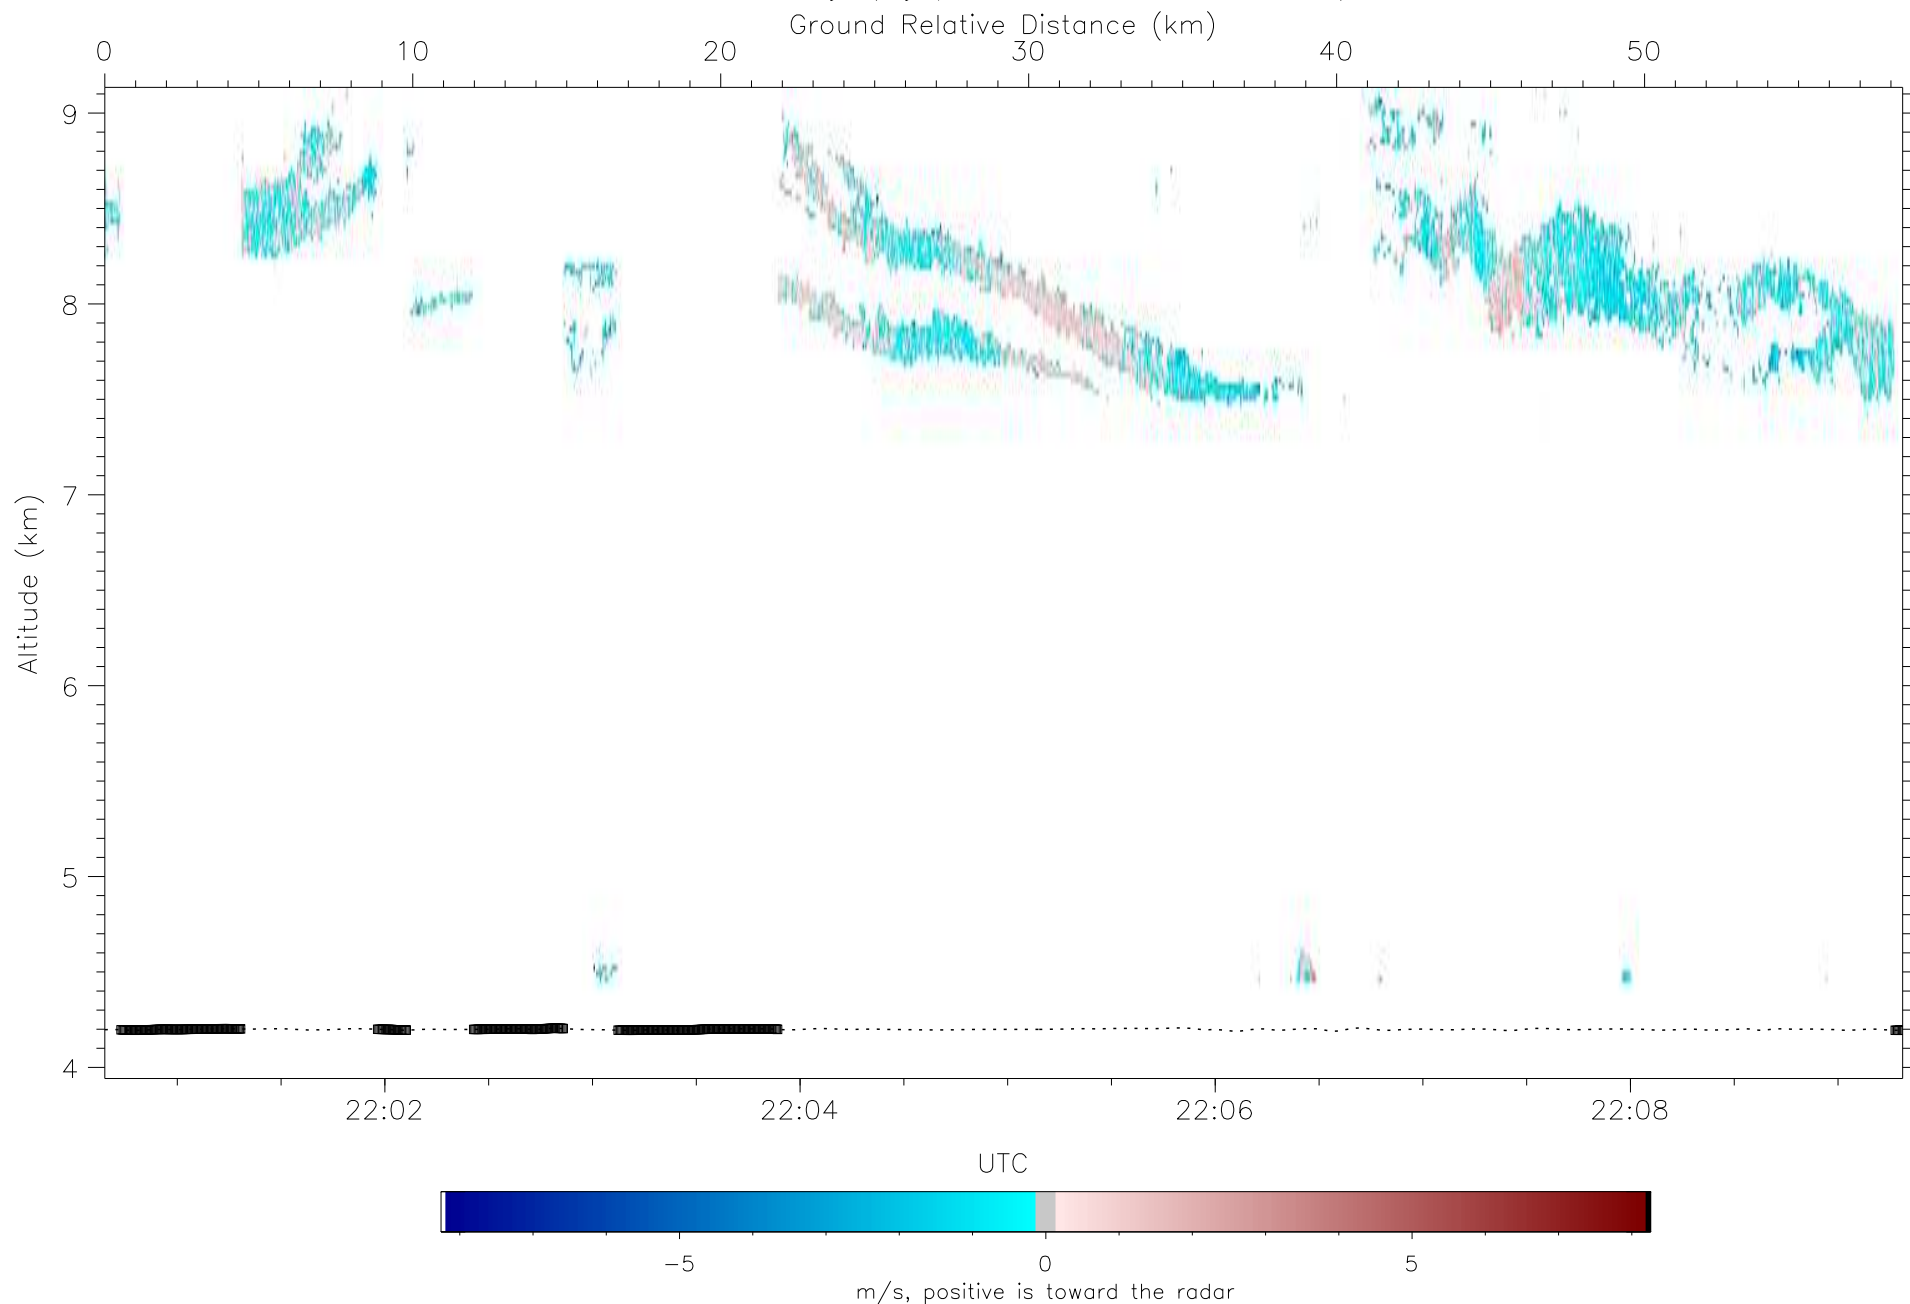 Ground Relative Distance (km)
0 10 20 30 40 50
9
8
7
6
5
4
Altitude (km)
22:02 22:04 22:06 22:08
UTC
−5 0 5
m/s, positive is toward the radar